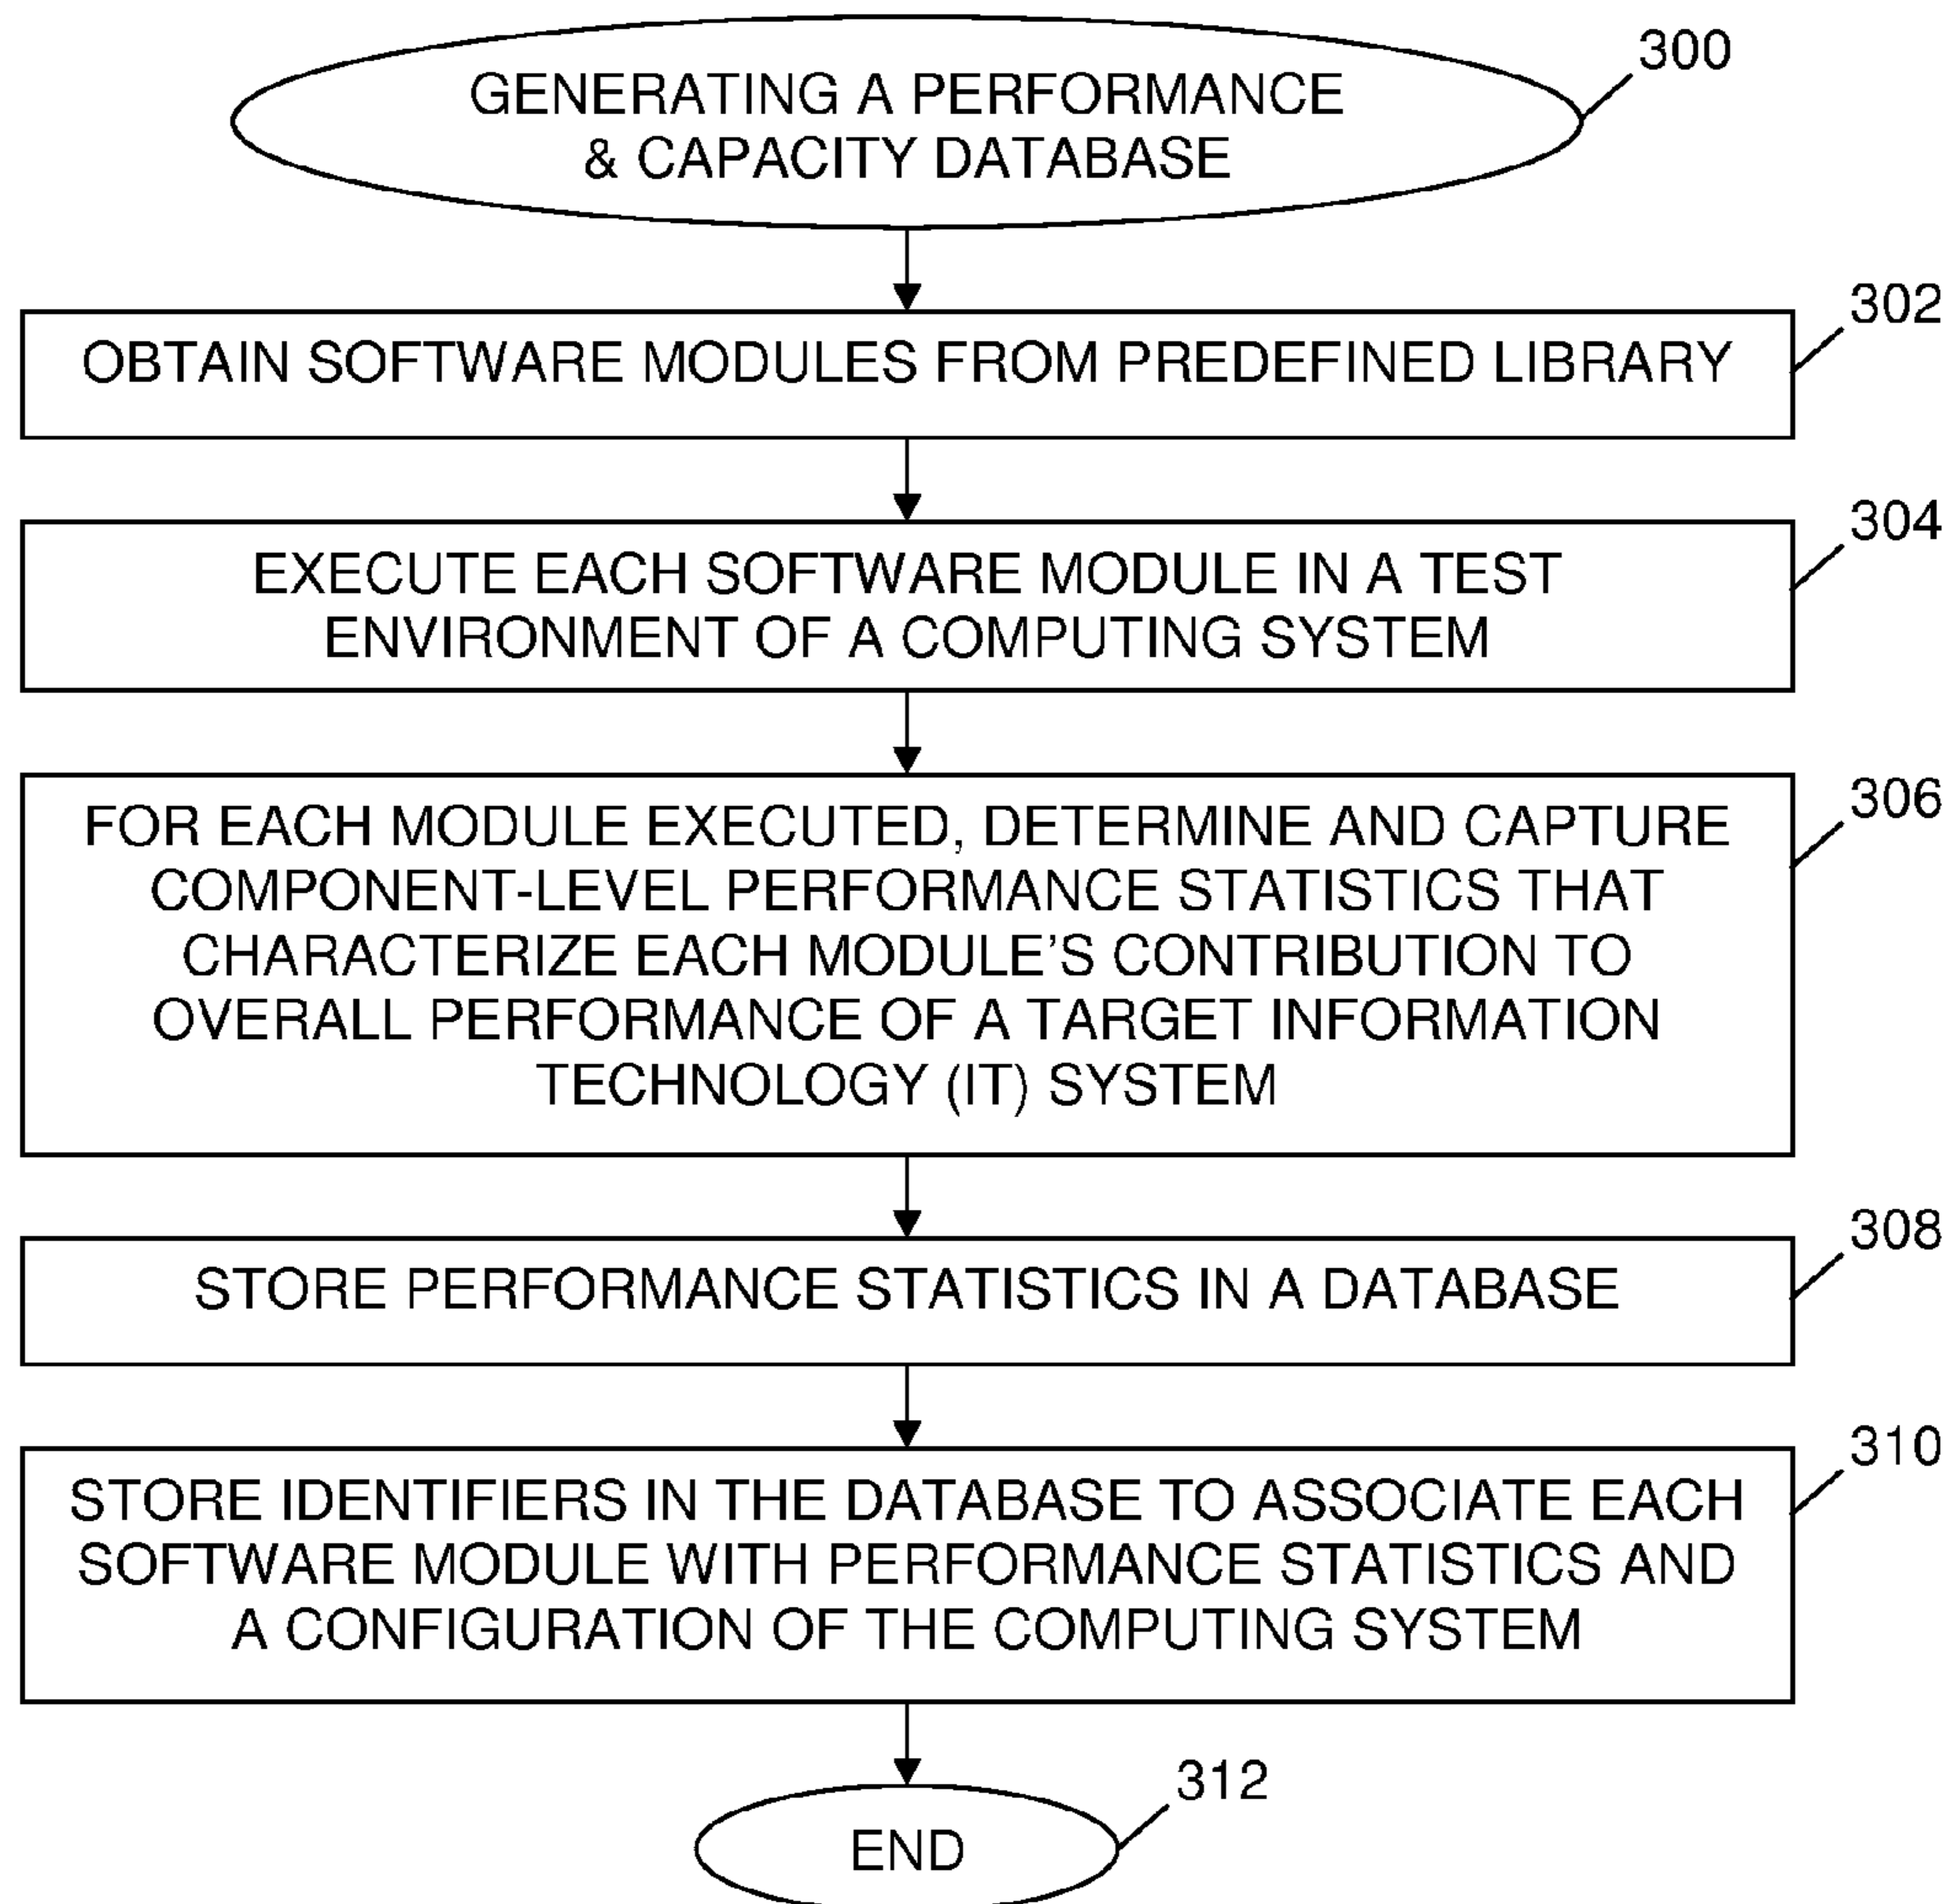 300
GENERATING A PERFORMANCE
& CAPACITY DATABASE
302
OBTAIN SOFTWARE MODULES FROM PREDEFINED LIBRARY
304
EXECUTE EACH SOFTWARE MODULE IN A TEST
ENVIRONMENT OF A COMPUTING SYSTEM
306
FOR EACH MODULE EXECUTED, DETERMINE AND CAPTURE
COMPONENT-LEVEL PERFORMANCE STATISTICS THAT
CHARACTERIZE EACH MODULE'S CONTRIBUTION TO
OVERALL PERFORMANCE OF A TARGET INFORMATION
TECHNOLOGY (IT) SYSTEM
308
STORE PERFORMANCE STATISTICS IN A DATABASE
310
STORE IDENTIFIERS IN THE DATABASE TO ASSOCIATE EACH
SOFTWARE MODULE WITH PERFORMANCE STATISTICS AND
A CONFIGURATION OF THE COMPUTING SYSTEM
312
END